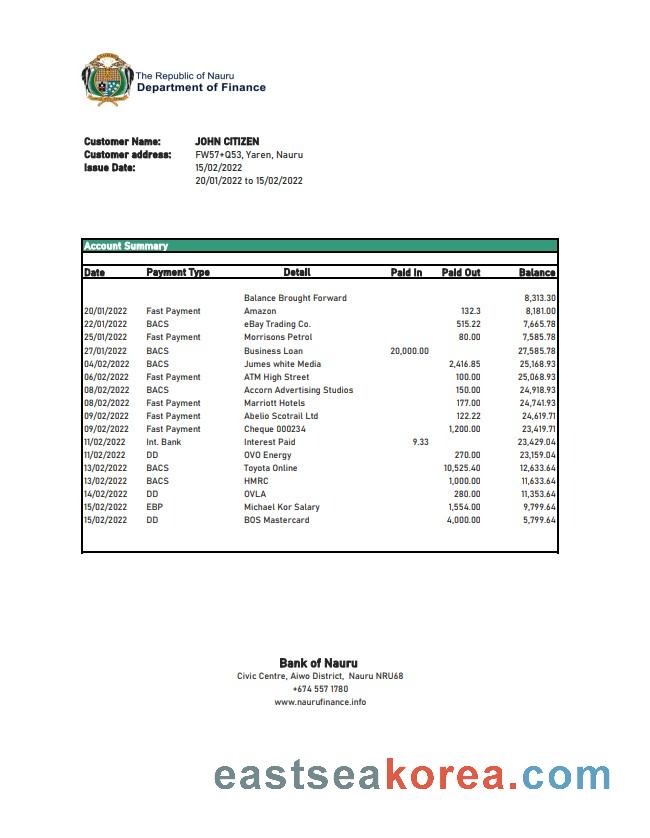 The Republic of Nauru
Department of Finance
Customer Name: JOHN CITIZEN
Customer address: FW57+Q53, Yaren, Nauru
Issue Date: 15/02/2022
20/01/2022 to 15/02/2022
Account Summary
Date Payment Type Detail Paid In Paid Out Balance
Balance Brought Forward 8,313.30
20/01/2022 Fast Payment Amazon 132.3 8,181.00
22/01/2022 BACS eBay Trading Co. 515.22 7,665.78
25/01/2022 Fast Payment Morrisons Petrol 80.00 7,585.78
27/01/2022 BACS Business Loan 20,000.00 27,585.78
04/02/2022 BACS Jumes white Media 2,416.85 25,168.93
06/02/2022 Fast Payment ATM High Street 100.00 25,068.93
08/02/2022 BACS Accorn Advertising Studios 150.00 24,918.93
08/02/2022 Fast Payment Marriott Hotels 177.00 24,741.93
09/02/2022 Fast Payment Abelio Scotrail Ltd 122.22 24,619.71
09/02/2022 Fast Payment Cheque 000234 1,200.00 23,419.71
11/02/2022 Int. Bank Interest Paid 9.33 23,429.04
11/02/2022 DD OVO Energy 270.00 23,159.04
13/02/2022 BACS Toyota Online 10,525.40 12,633.64
13/02/2022 BACS HMRC 1,000.00 11,633.64
14/02/2022 DD OVLA 280.00 11,353.64
15/02/2022 EBP Michael Kor Salary 1,554.00 9,799.64
15/02/2022 DD BOS Mastercard 4,000.00 5,799.64
Bank of Nauru
Civic Centre, Aiwo District, Nauru NRU68
+674 557 1780
www.naurufinance.info
eastseakorea.com